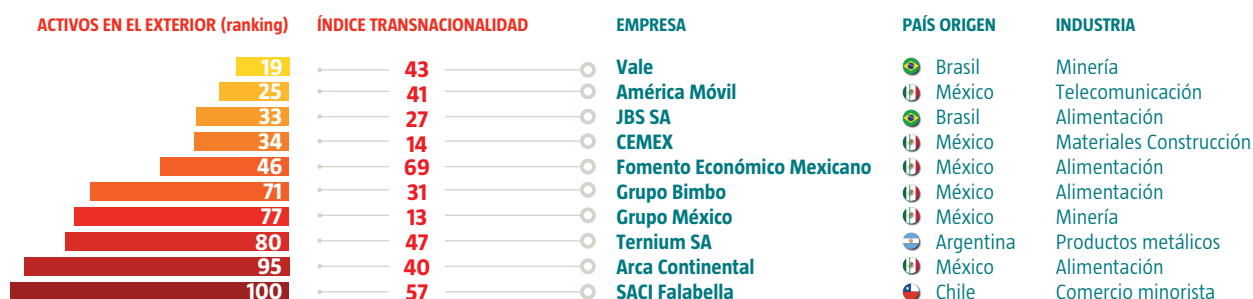 ACTIVOS EN EL EXTERIOR (ranking) ÍNDICE TRANSNACIONALIDAD EMPRESA PAÍS ORIGEN INDUSTRIA
19 43 Vale Brasil Minería
25 41 América Móvil México Telecomunicación
33 27 JBS SA Brasil Alimentación
34 14 CEMEX México Materiales Construcción
46 69 Fomento Económico Mexicano México Alimentación
71 31 Grupo Bimbo México Alimentación
77 13 Grupo México México Minería
80 47 Ternium SA Argentina Productos metálicos
95 40 Arca Continental México Alimentación
100 57 SACI Falabella Chile Comercio minorista